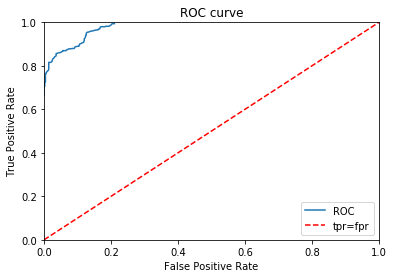 ROC curve
1.0
0.8
0.6
0.4
0.2
0.0
True Positive Rate
ROC
tpr=fpr
0.0 0.2 0.4 0.6 0.8 1.0
False Positive Rate